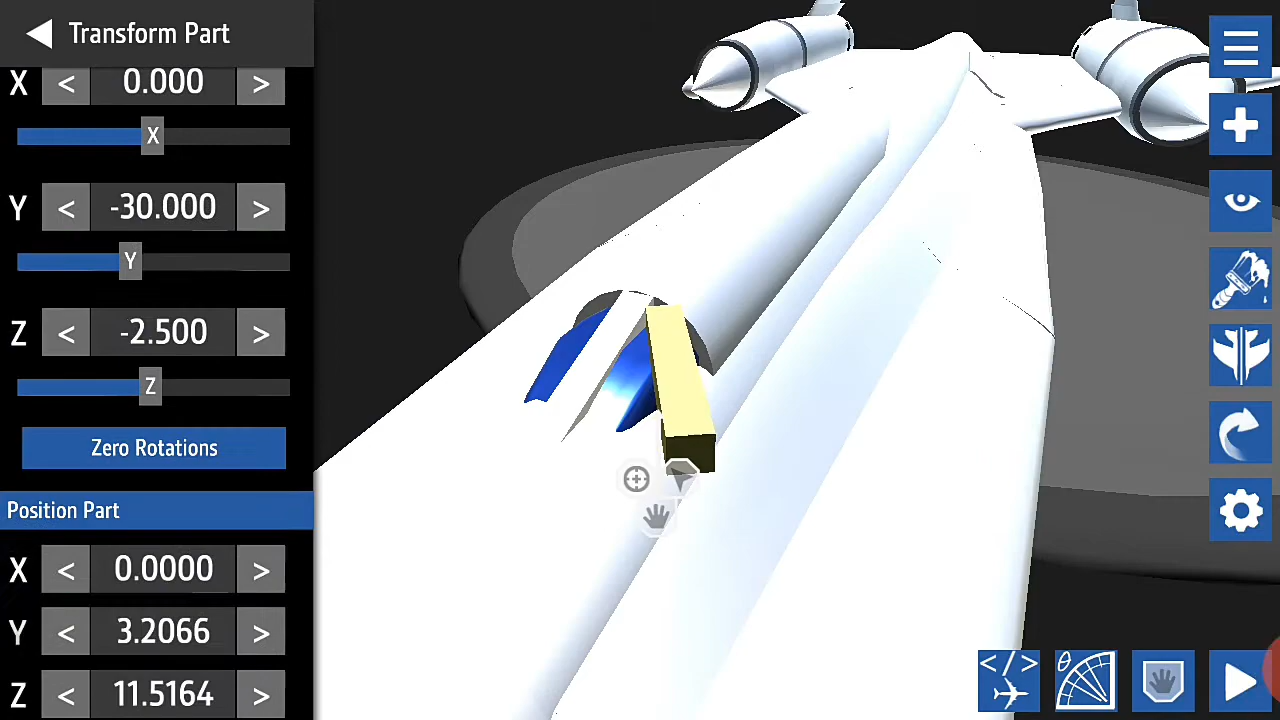 Transform Part
X < 0.000 >
X
Y < -30.000 >
Y
Z < -2.500 >
Z
Zero Rotations
Position Part
X < 0.0000 >
Y < 3.2066 >
Z < 11.5164 >
</>
θ